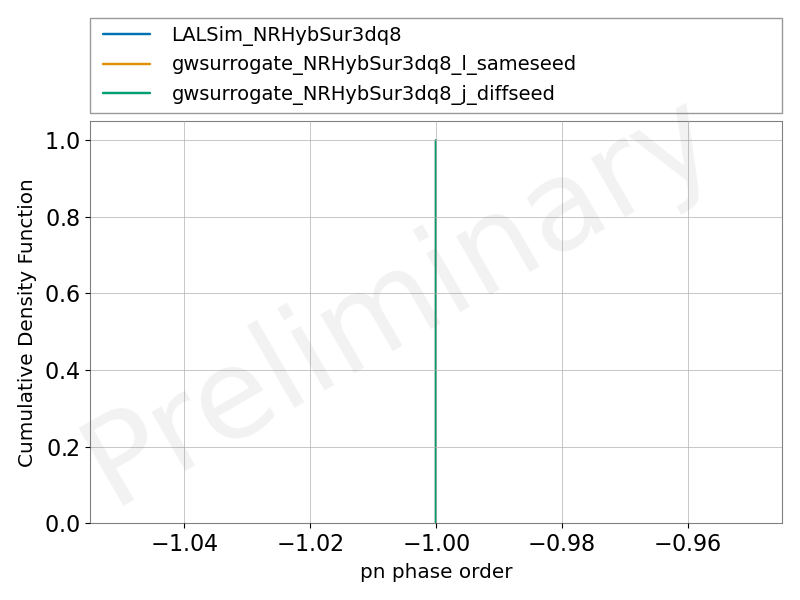 LALSim_NRHybSur3dq8
gwsurrogate_NRHybSur3dq8_l_sameseed
gwsurrogate_NRHybSur3dq8_j_diffseed
Preliminary
Cumulative Density Function
1.0
0.8
0.6
0.4
0.2
0.0
−1.04 −1.02 −1.00 −0.98 −0.96
pn phase order